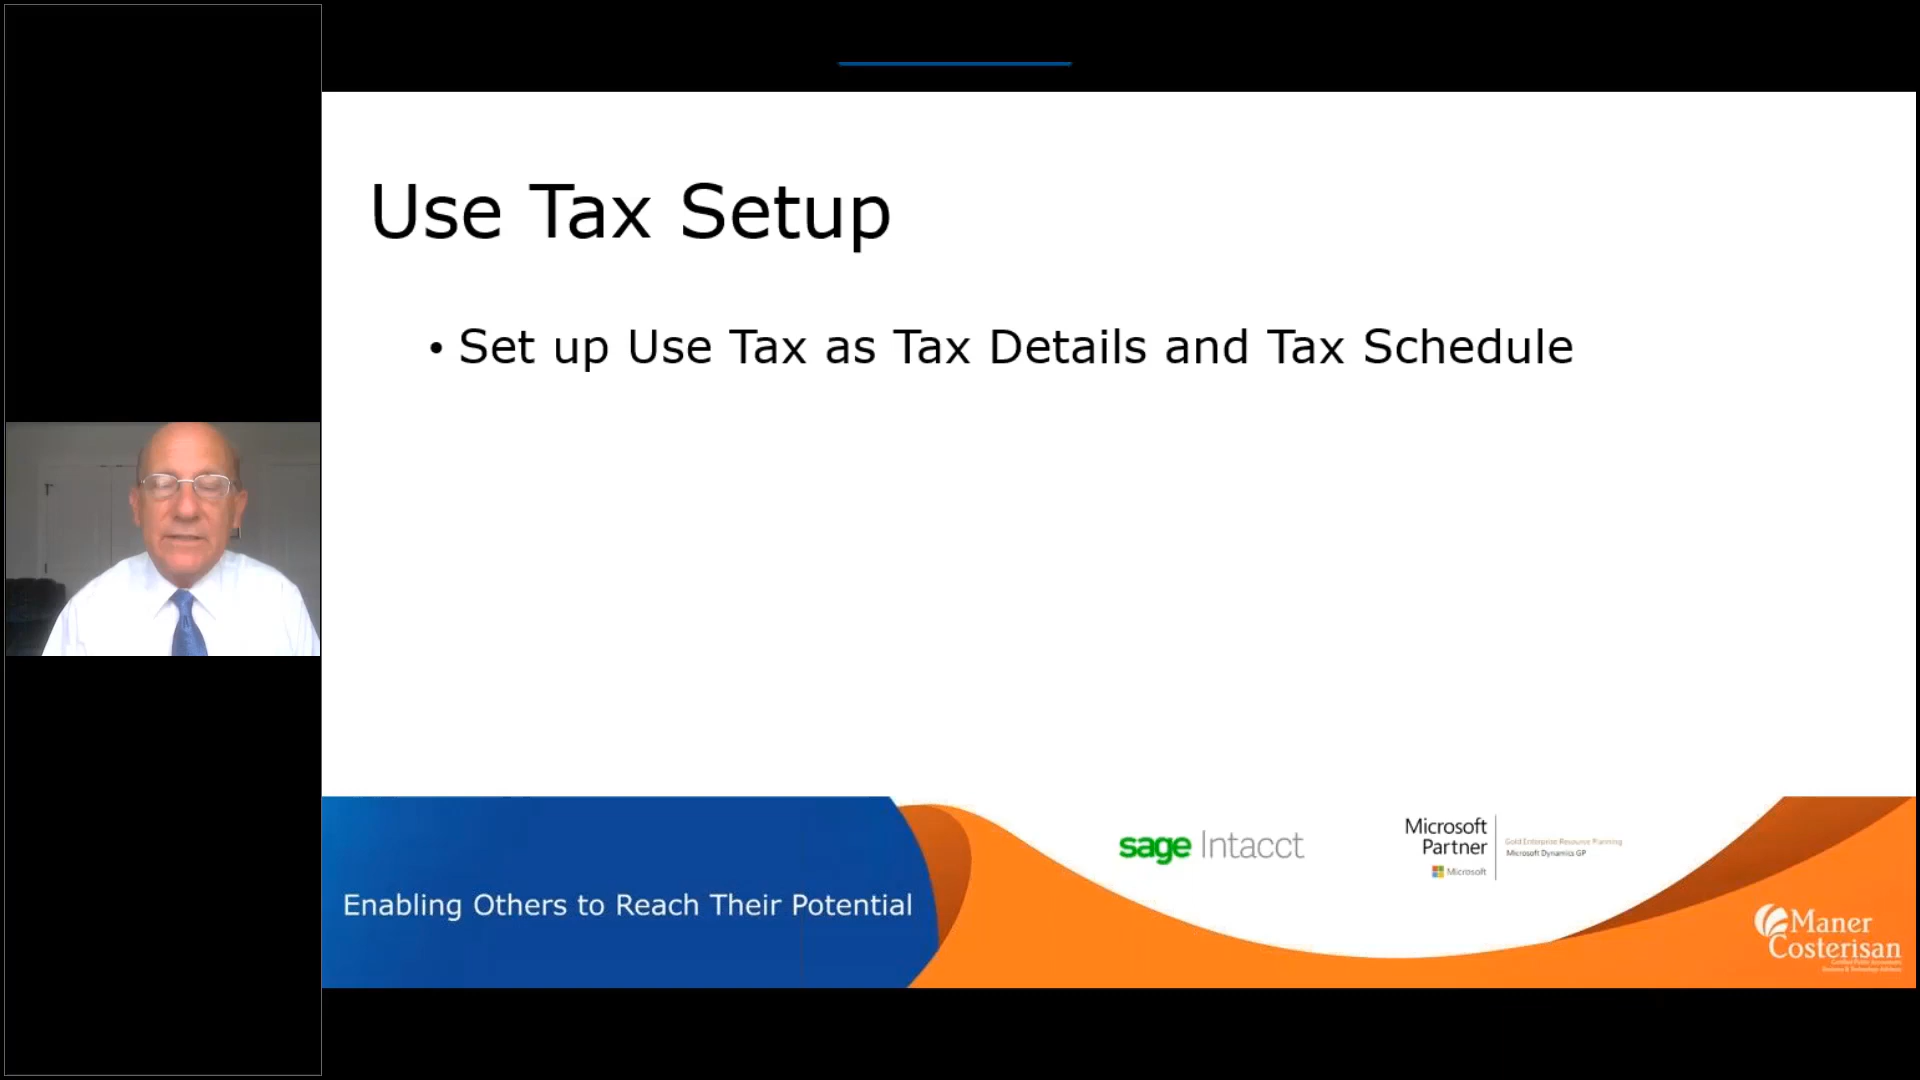 Use Tax Setup
• Set up Use Tax as Tax Details and Tax Schedule
Enabling Others to Reach Their Potential
sage Intacct
Microsoft
Partner
Microsoft
Gold Enterprise Resource Planning
Microsoft Dynamics GP
Maner
Costerisan